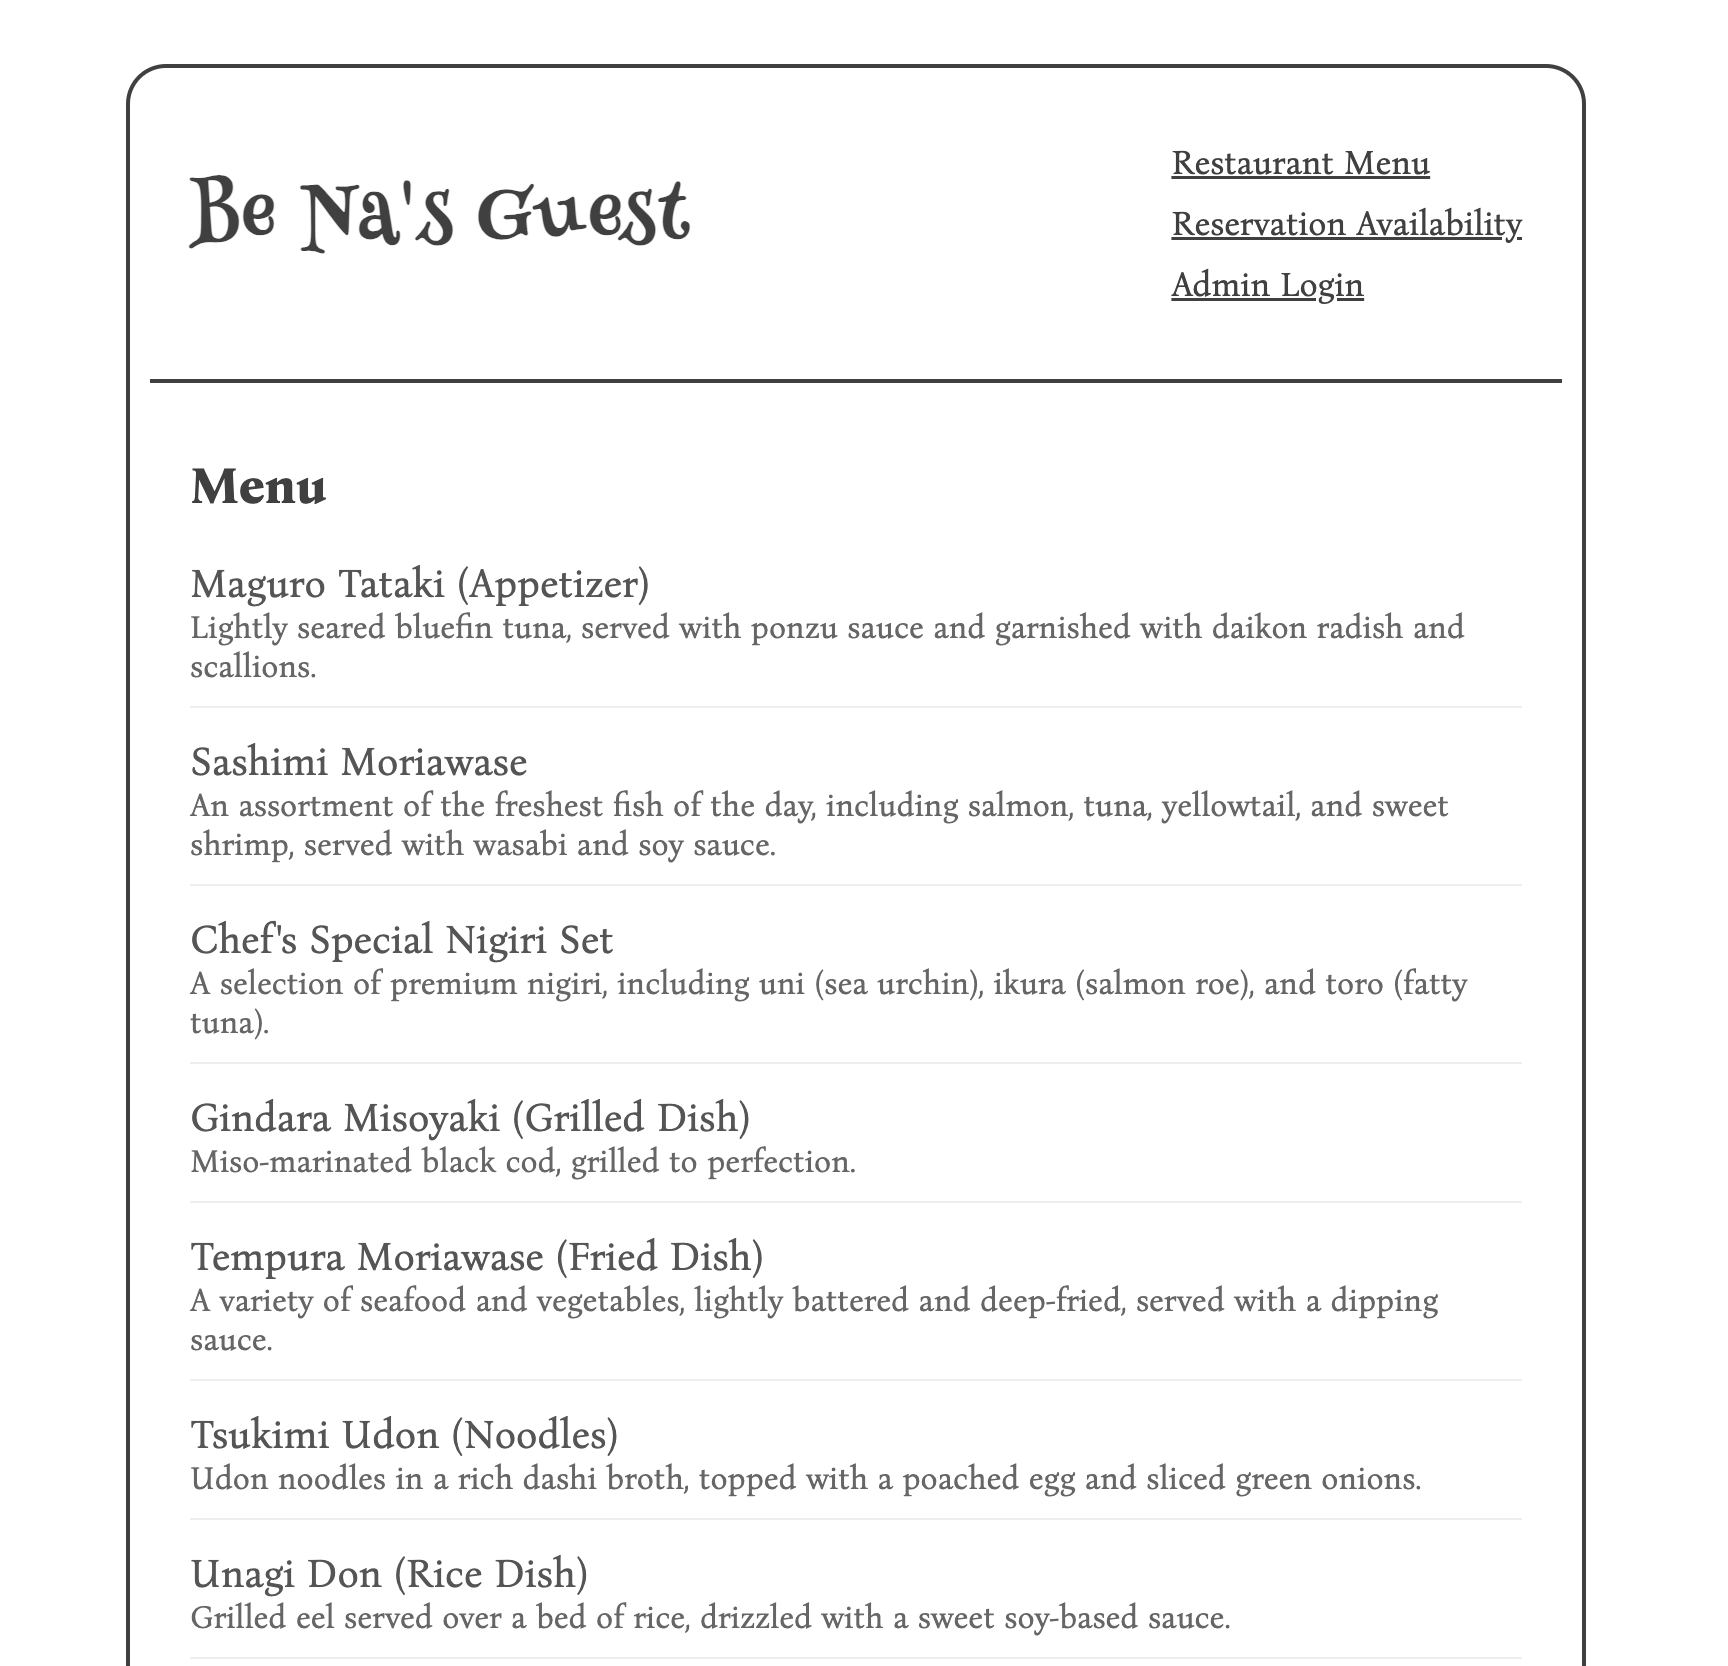 Be Na's Guest
Restaurant Menu
Reservation Availability
Admin Login
Menu
Maguro Tataki (Appetizer)
Lightly seared bluefin tuna, served with ponzu sauce and garnished with daikon radish and
scallions.
Sashimi Moriawase
An assortment of the freshest fish of the day, including salmon, tuna, yellowtail, and sweet
shrimp, served with wasabi and soy sauce.
Chef's Special Nigiri Set
A selection of premium nigiri, including uni (sea urchin), ikura (salmon roe), and toro (fatty
tuna).
Gindara Misoyaki (Grilled Dish)
Miso-marinated black cod, grilled to perfection.
Tempura Moriawase (Fried Dish)
A variety of seafood and vegetables, lightly battered and deep-fried, served with a dipping
sauce.
Tsukimi Udon (Noodles)
Udon noodles in a rich dashi broth, topped with a poached egg and sliced green onions.
Unagi Don (Rice Dish)
Grilled eel served over a bed of rice, drizzled with a sweet soy-based sauce.